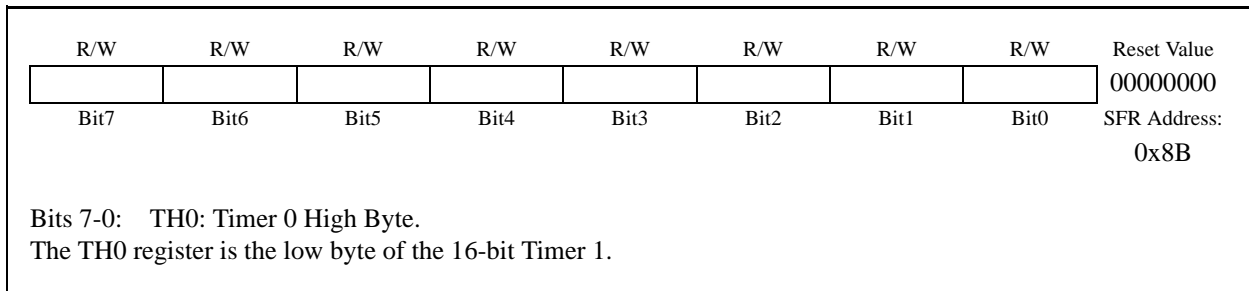 R/W R/W R/W R/W R/W R/W R/W R/W Reset Value
00000000
Bit7 Bit6 Bit5 Bit4 Bit3 Bit2 Bit1 Bit0 SFR Address:
0x8B
Bits 7-0: TH0: Timer 0 High Byte.
The TH0 register is the low byte of the 16-bit Timer 1.